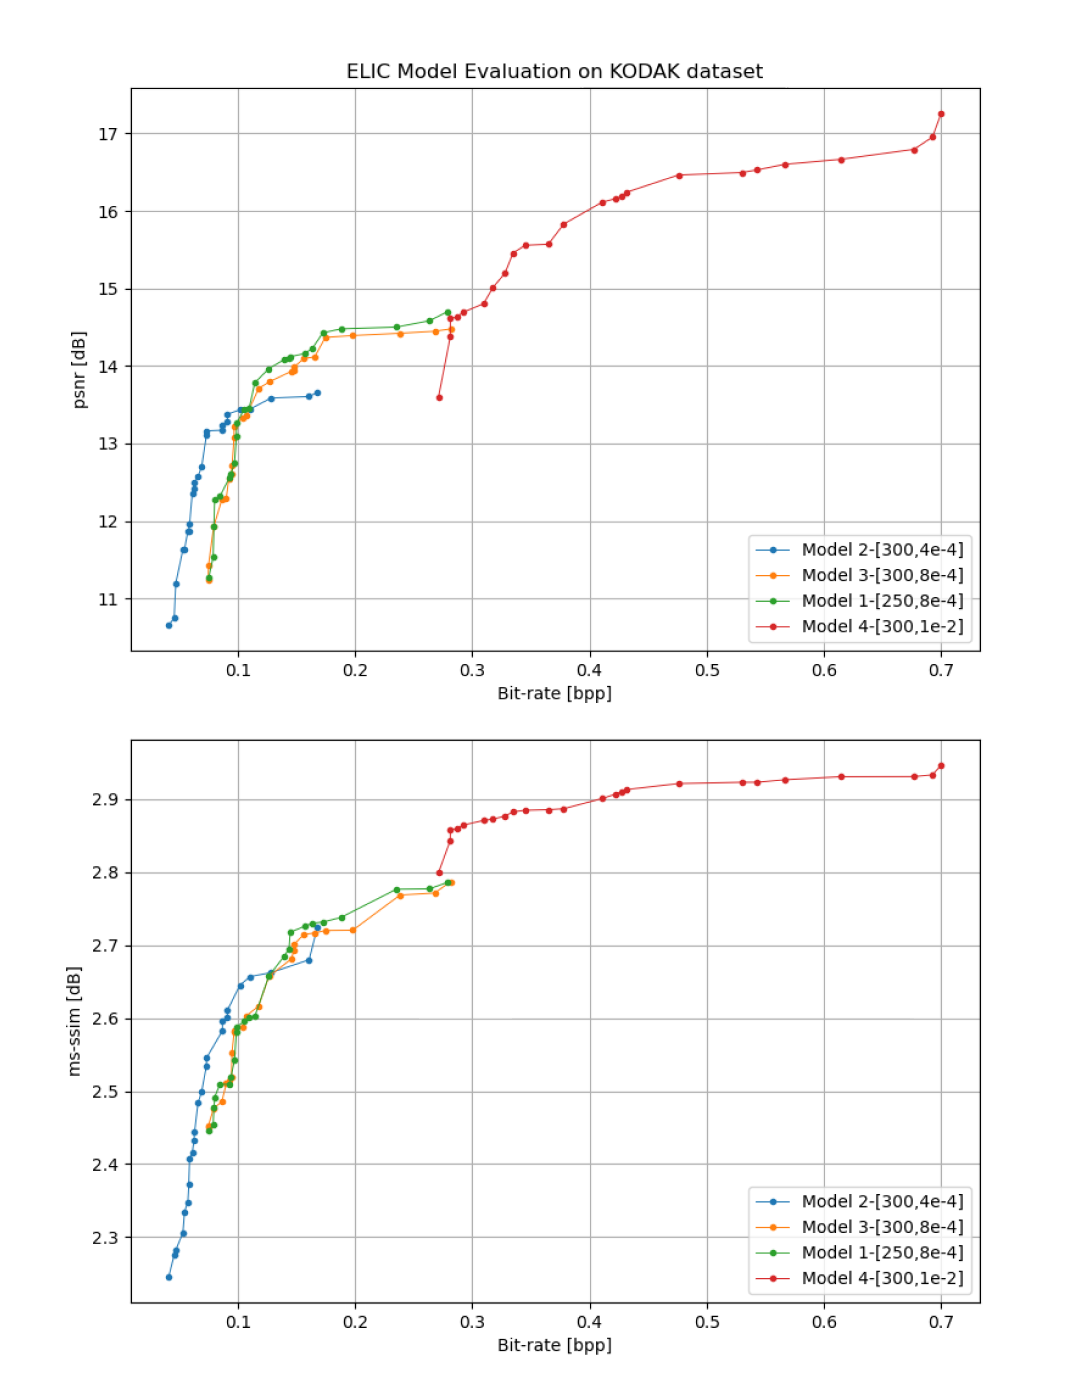 ELIC Model Evaluation on KODAK dataset
17
16
15
14
13
12
11
psnr [dB]
Model 2-[300,4e-4]
Model 3-[300,8e-4]
Model 1-[250,8e-4]
Model 4-[300,1e-2]
0.1 0.2 0.3 0.4 0.5 0.6 0.7
Bit-rate [bpp]
2.9
2.8
2.7
2.6
2.5
2.4
2.3
ms-ssim [dB]
Model 2-[300,4e-4]
Model 3-[300,8e-4]
Model 1-[250,8e-4]
Model 4-[300,1e-2]
0.1 0.2 0.3 0.4 0.5 0.6 0.7
Bit-rate [bpp]